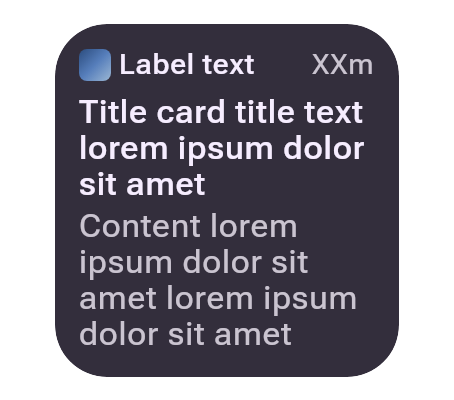 Label text XXm
Title card title text
lorem ipsum dolor
sit amet
Content lorem
ipsum dolor sit
amet lorem ipsum
dolor sit amet